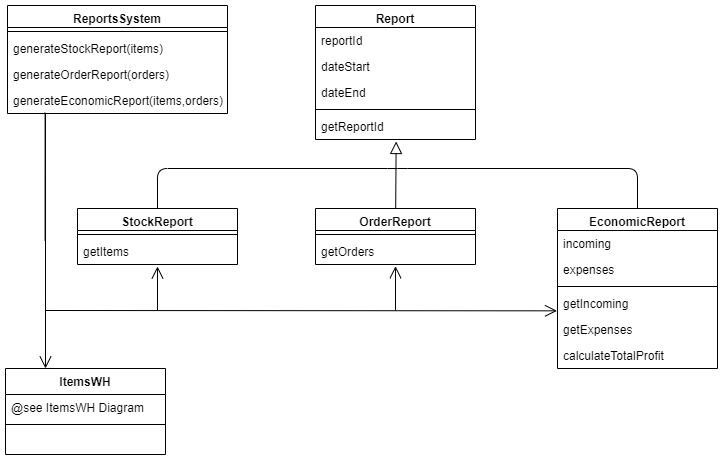 ReportsSystem
generateStockReport(items)
generateOrderReport(orders)
generateEconomicReport(items,orders)
Report
reportId
dateStart
dateEnd
getReportId
StockReport
getItems
OrderReport
getOrders
EconomicReport
incoming
expenses
getIncoming
getExpenses
calculateTotalProfit
ItemsWH
@see ItemsWH Diagram